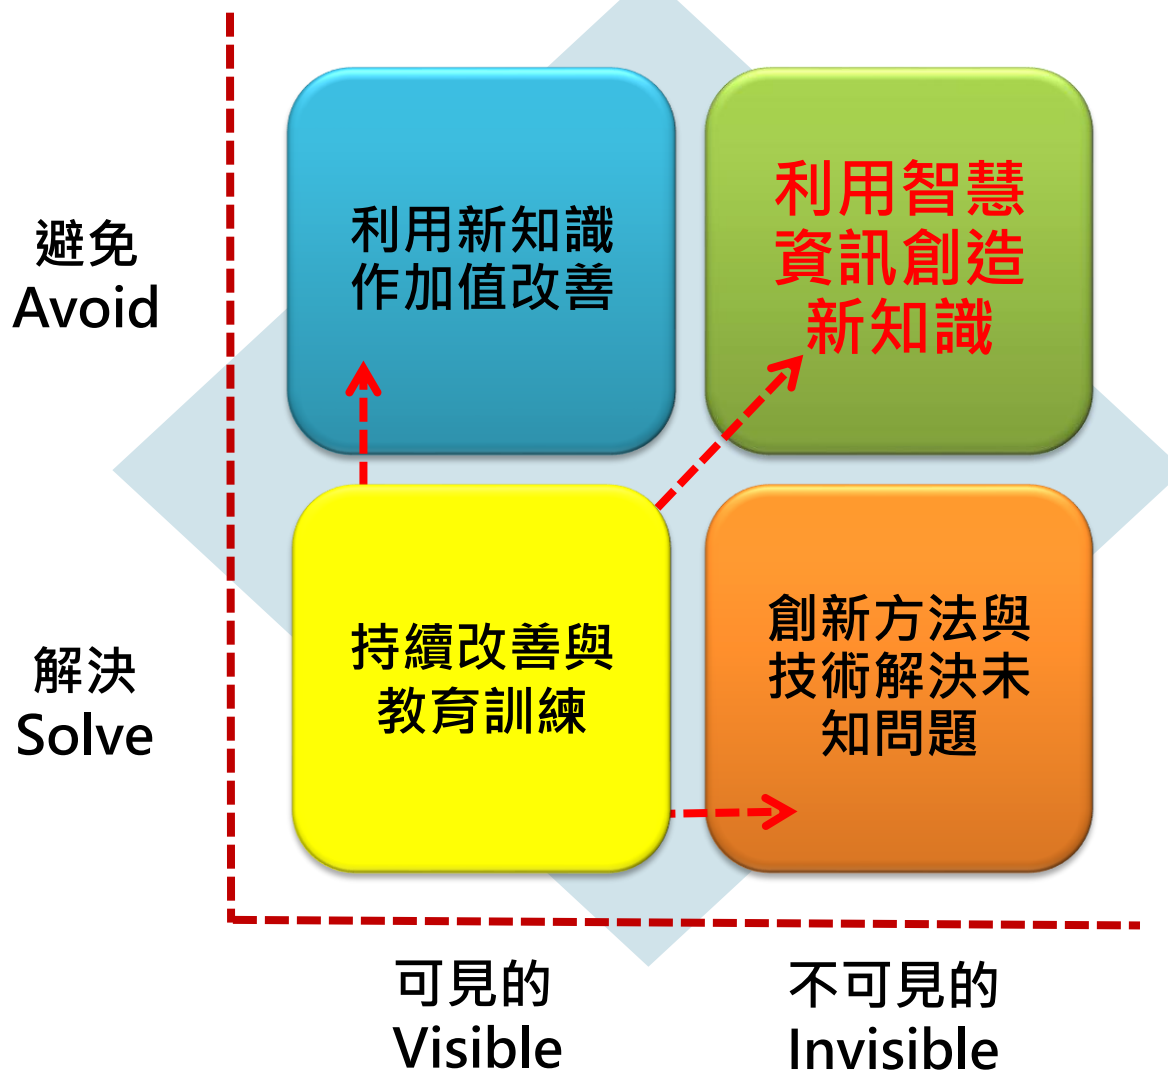 避免
Avoid
利用新知識
作加值改善
利用智慧
資訊創造
新知識
解決
Solve
持續改善與
教育訓練
創新方法與
技術解決未
知問題
可見的
Visible
不可見的
Invisible